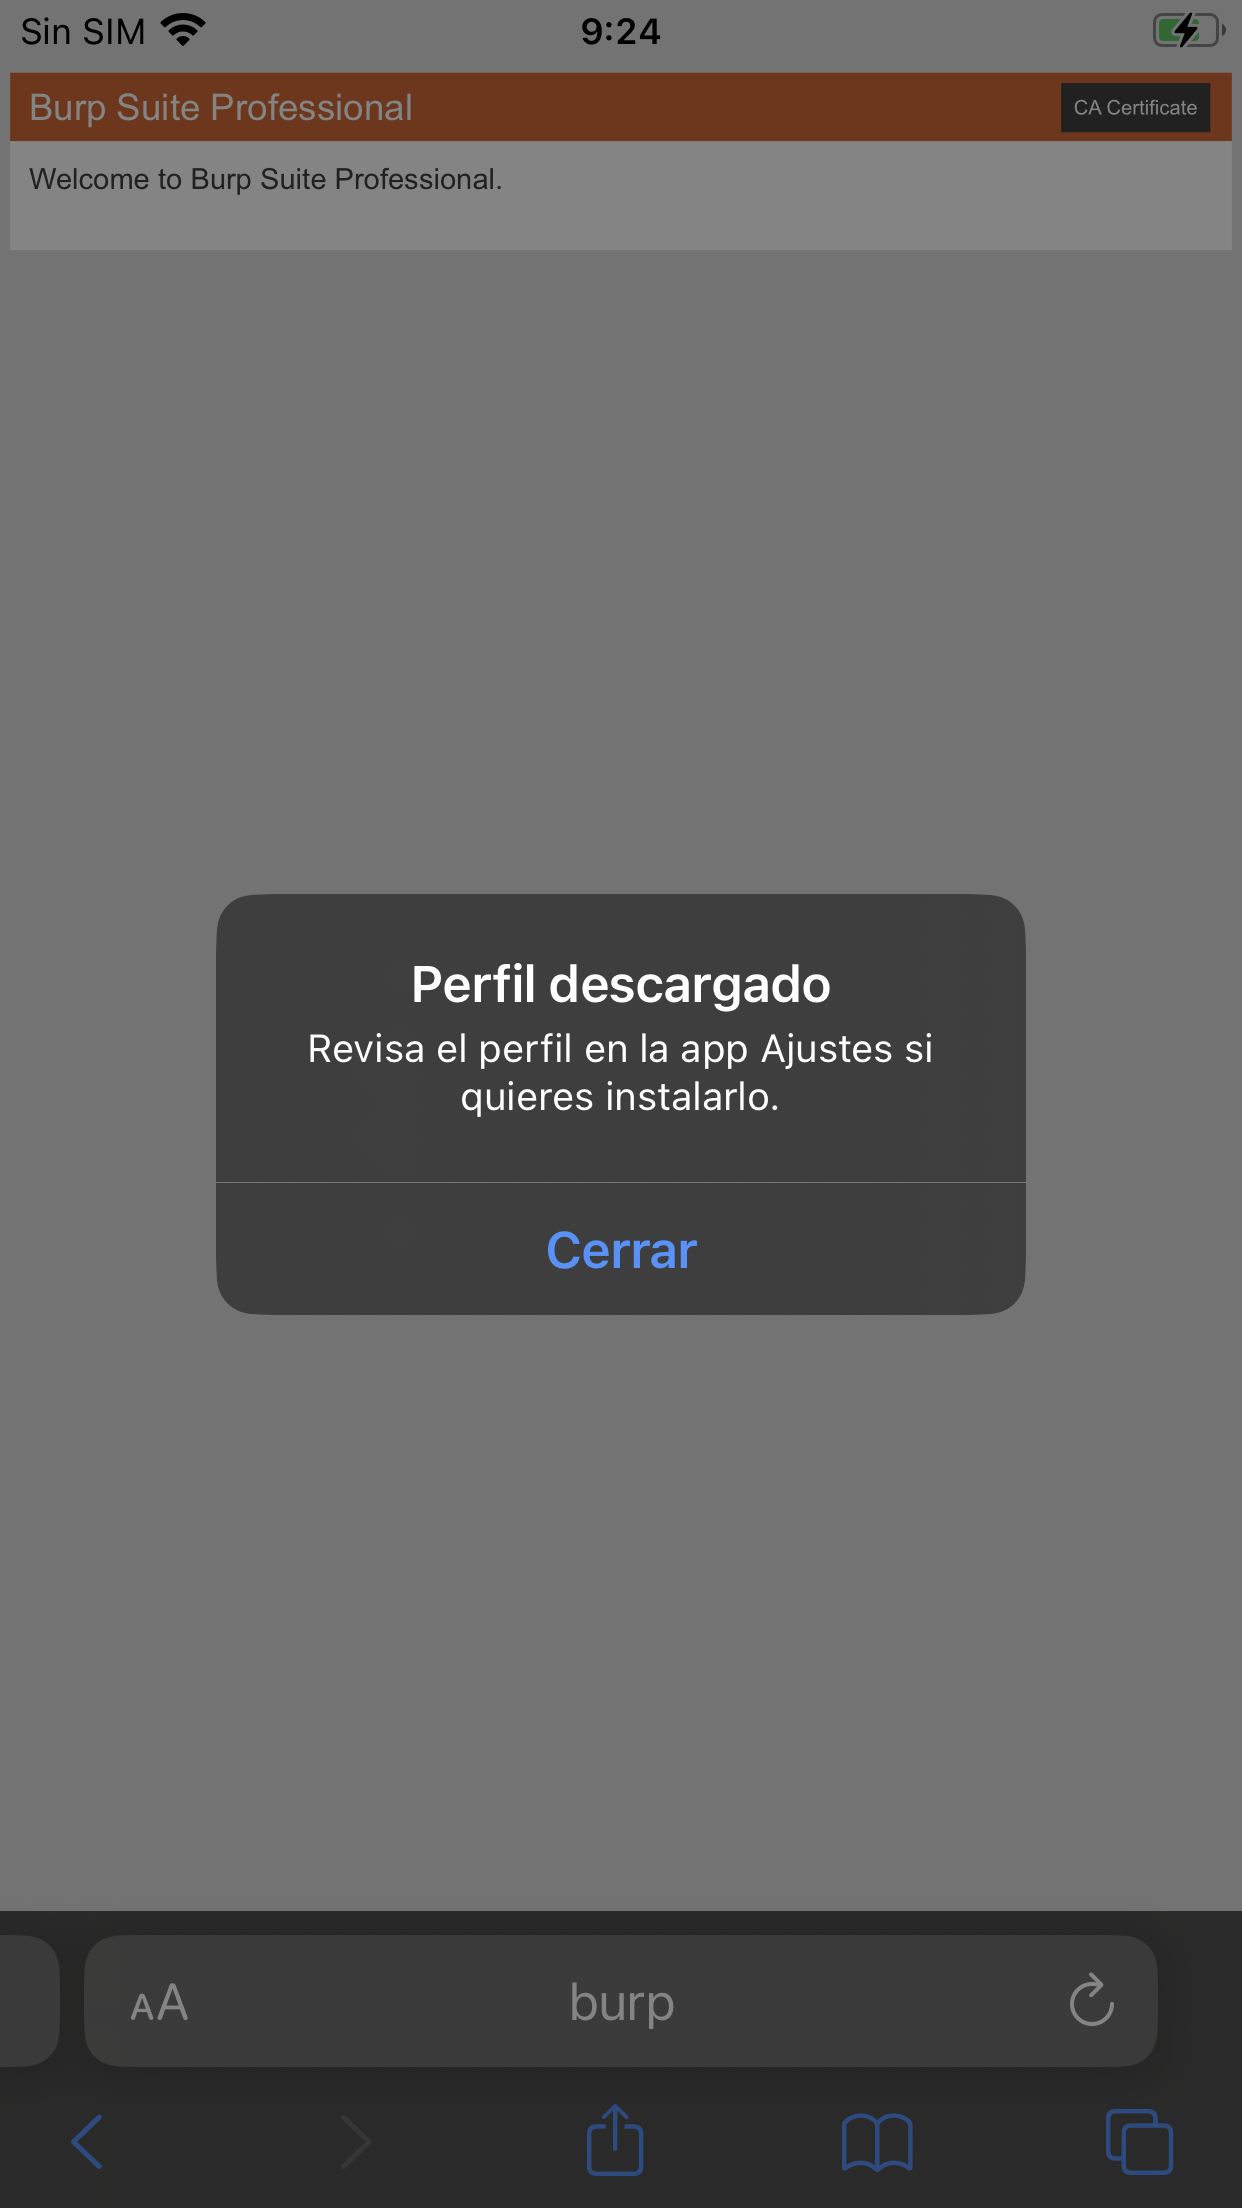 Sin SIM
9:24
Burp Suite Professional
CA Certificate
Welcome to Burp Suite Professional.
Perfil descargado
Revisa el perfil en la app Ajustes si
quieres instalarlo.
Cerrar
AA
burp